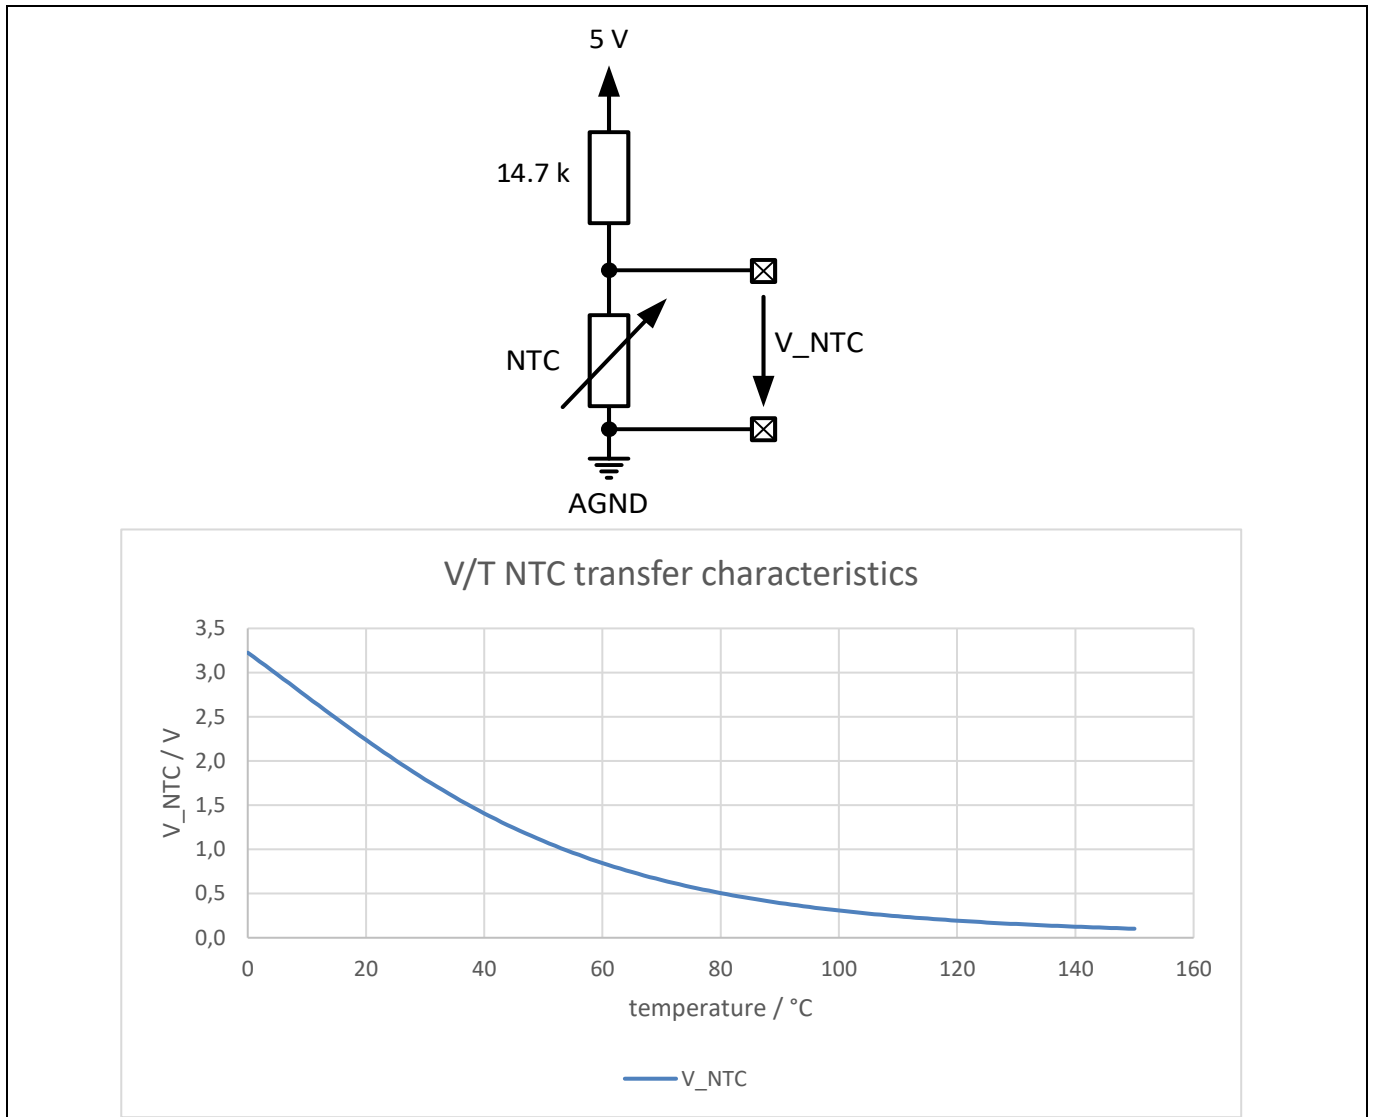 5 V
14.7 k
NTC
V_NTC
AGND
V/T NTC transfer characteristics
3,5
3,0
2,5
2,0
1,5
1,0
0,5
0,0
V_NTC / V
0 20 40 60 80 100 120 140 160
temperature / °C
V_NTC